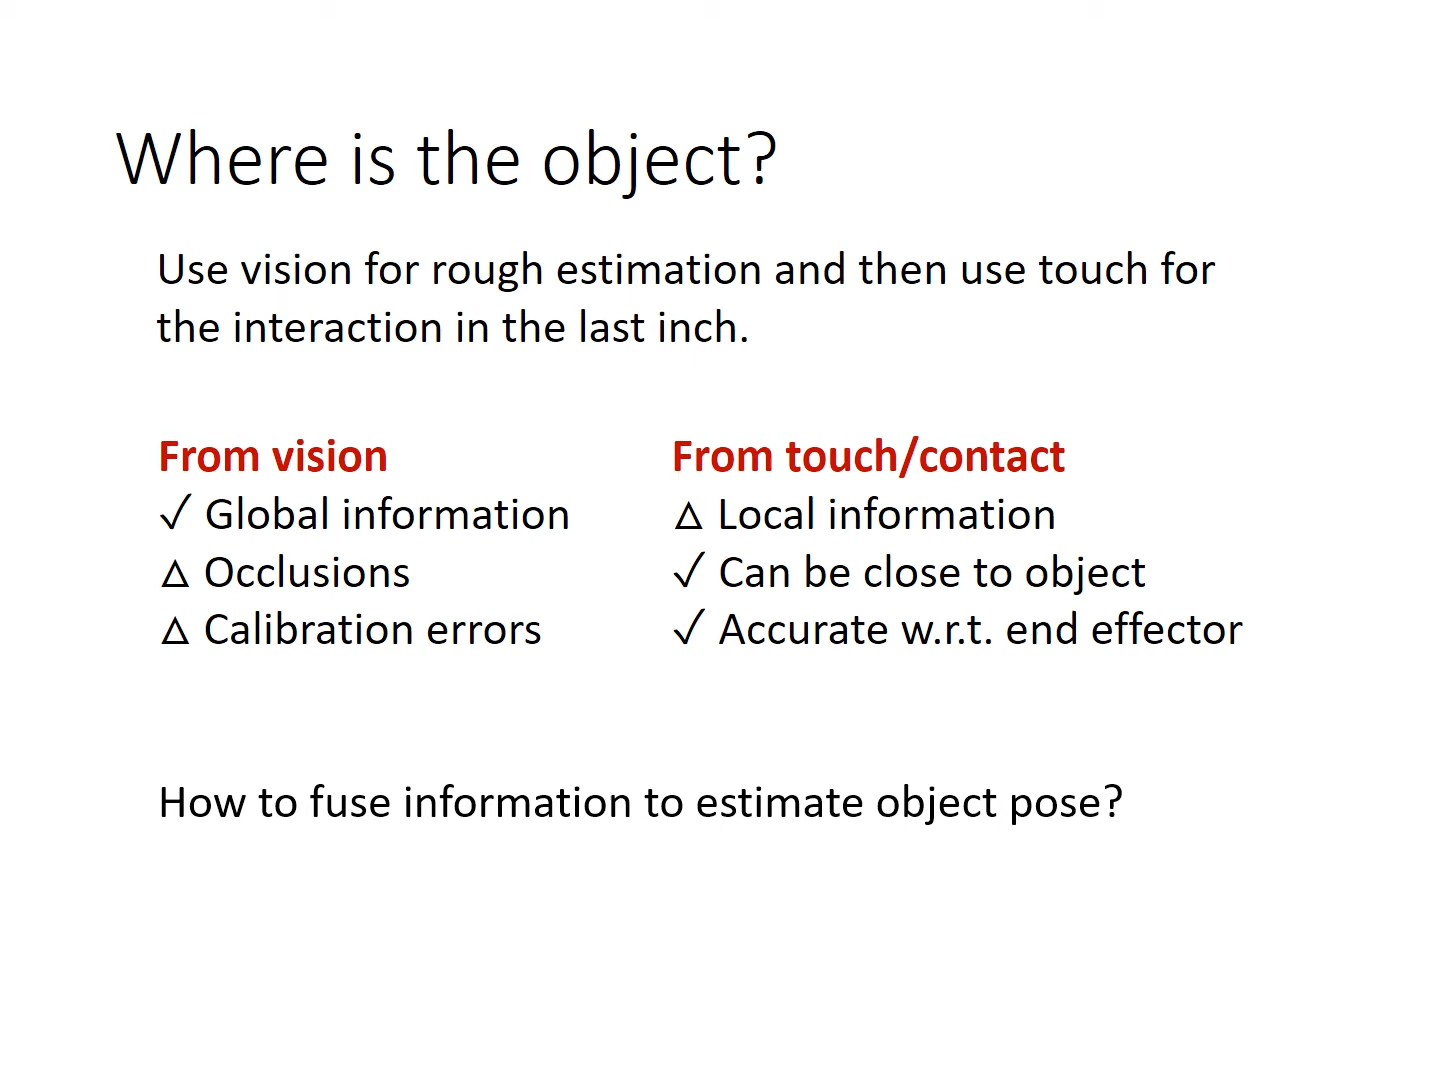 Where is the object?
Use vision for rough estimation and then use touch for
the interaction in the last inch.
From vision
✓ Global information
△ Occlusions
△ Calibration errors
From touch/contact
△ Local information
✓ Can be close to object
✓ Accurate w.r.t. end effector
How to fuse information to estimate object pose?